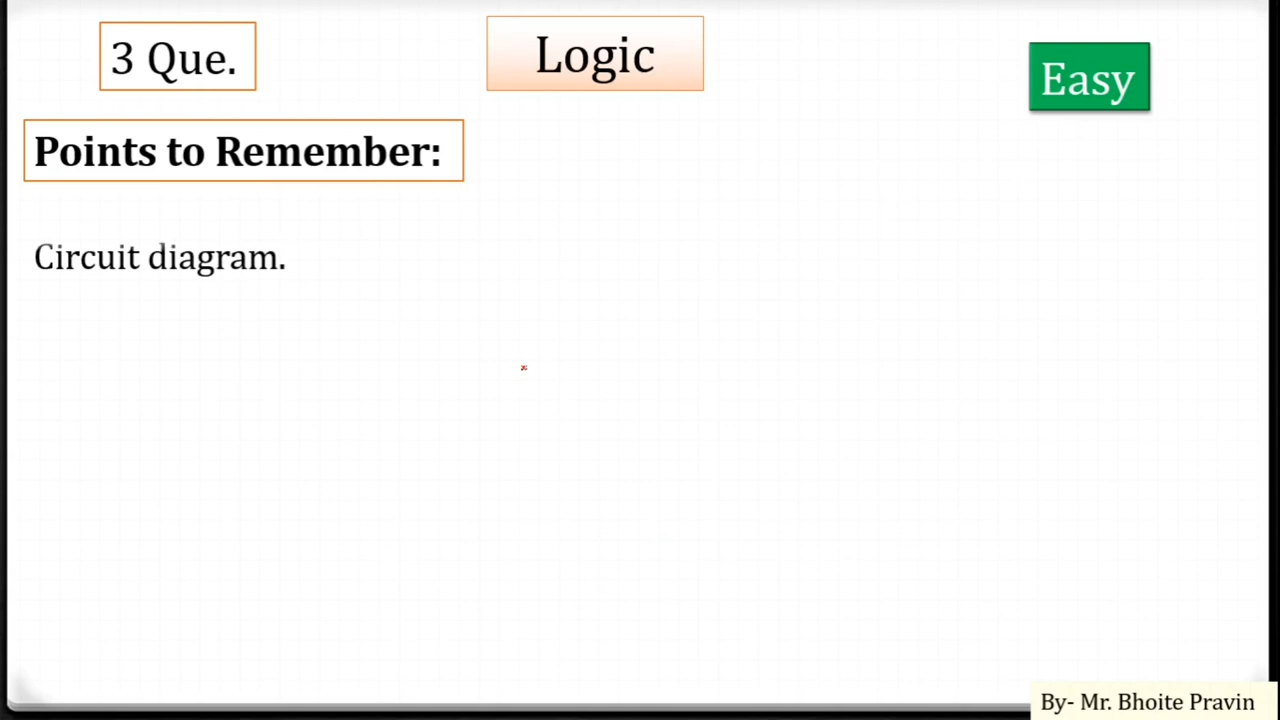 3 Que.
Logic
Easy
Points to Remember:
Circuit diagram.
By- Mr. Bhoite Pravin